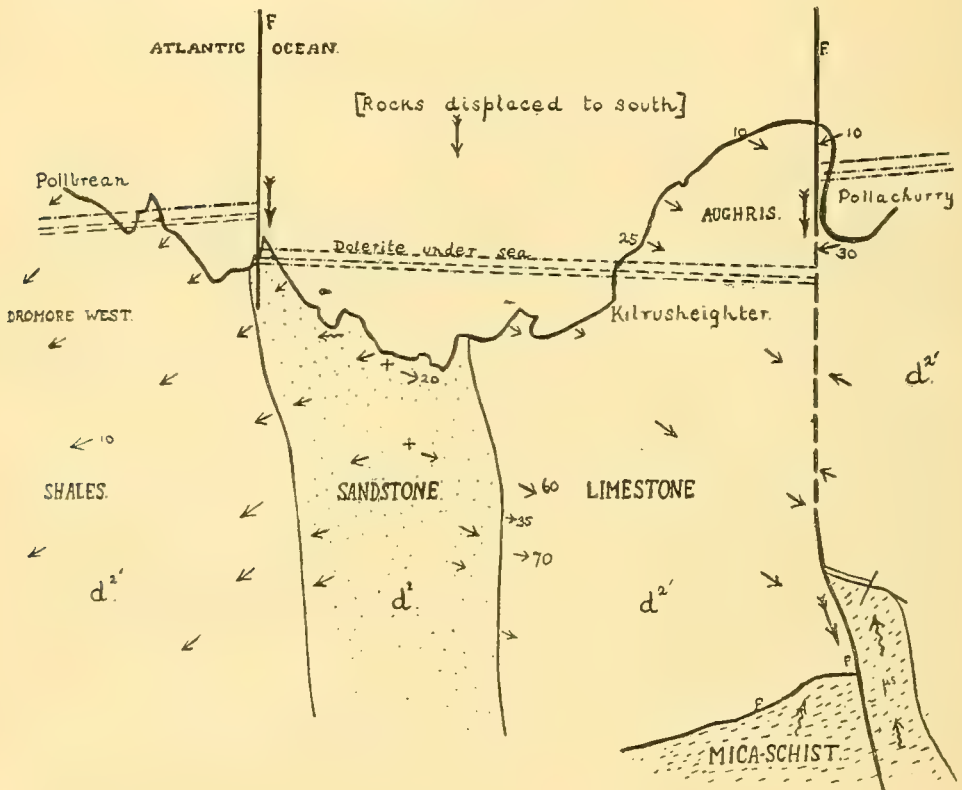 F
F
ATLANTIC OCEAN.
[Rocks displaced to south]
10
10
Pollbrean
Pollachurry
AUGHRIS.
25
30
Dolerite under sea
DROMORE WEST.
Kilrusheighter.
+
20
d²'.
10
+
SHALES.
SANDSTONE.
60
LIMESTONE
35
70
d²'.
d²
d²'
F
μs
F
MICA-SCHIST.